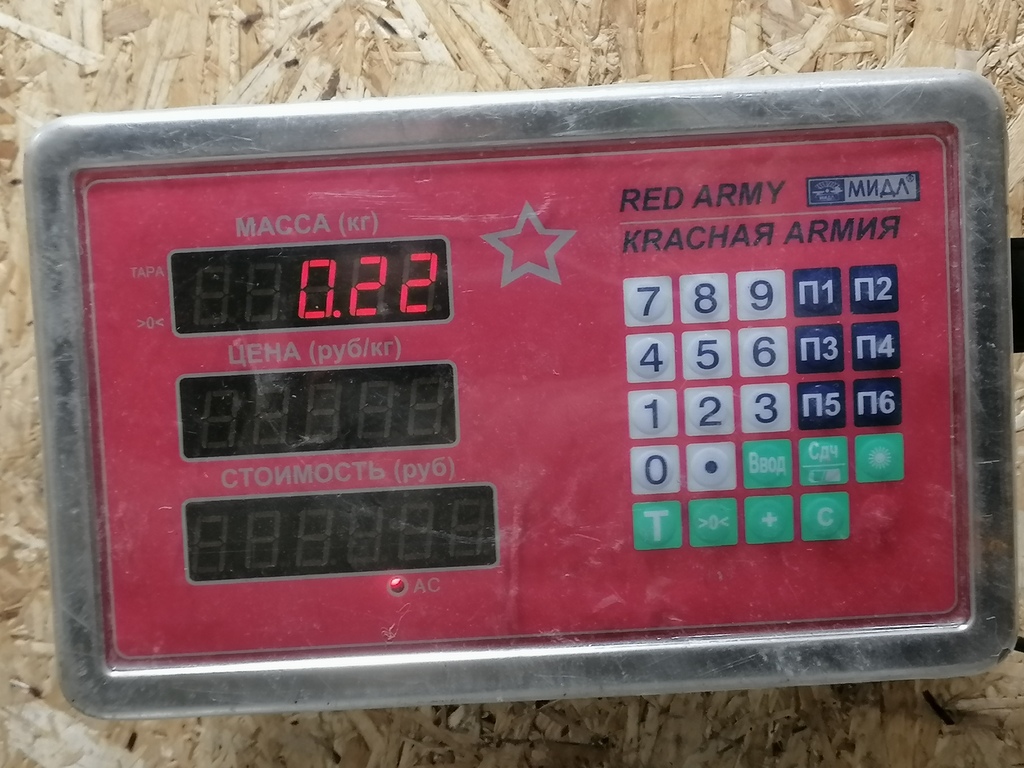 RED ARMY МИДЛ®
КRАСНАЯ АRМИЯ
МАССА (кг)
ТАРА
0.22
>0<
ЦЕНА (руб/кг)
СТОИМОСТЬ (руб)
АС
7 8 9 П1 П2
4 5 6 П3 П4
1 2 3 П5 П6
0 • Ввод Сдч
Т >0< + С